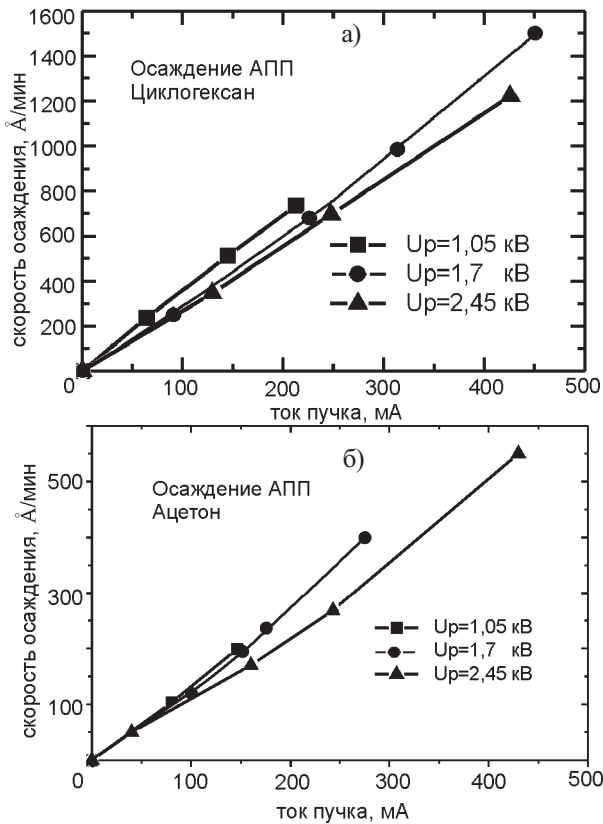 1600
1400
1200
1000
800
600
400
200
0
а)
Осаждение АПП
Циклогексан
Up=1,05 кВ
Up=1,7 кВ
Up=2,45 кВ
скорость осаждения, Å/мин
0 100 200 300 400 500
ток пучка, мА
500
300
100
б)
Осаждение АПП
Ацетон
Up=1,05 кВ
Up=1,7 кВ
Up=2,45 кВ
скорость осаждения, Å/мин
0 100 200 300 400 500
ток пучка, мА